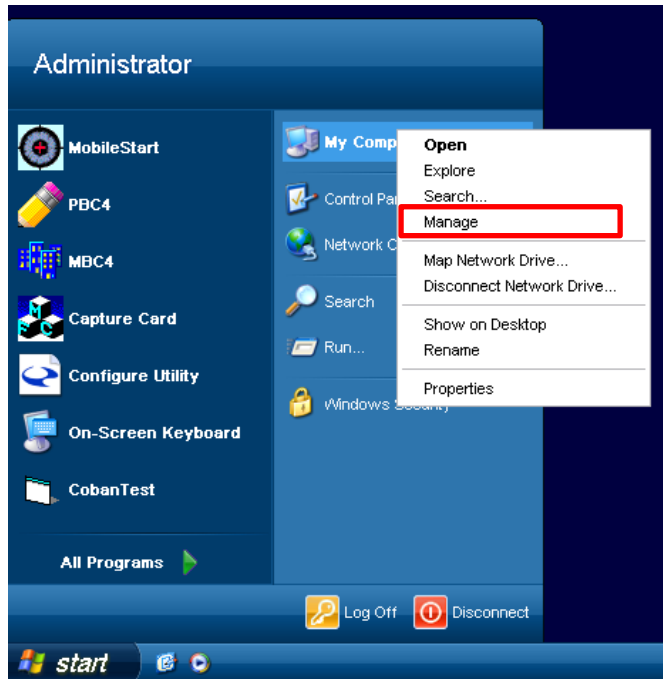 Administrator
MobileStart
PBC4
MBC4
Capture Card
Configure Utility
On-Screen Keyboard
CobanTest
All Programs
My Comp
Control Pa
Network C
Search
Run...
Windows Security
Open
Explore
Search...
Manage
Map Network Drive...
Disconnect Network Drive...
Show on Desktop
Rename
Properties
Log Off
Disconnect
start